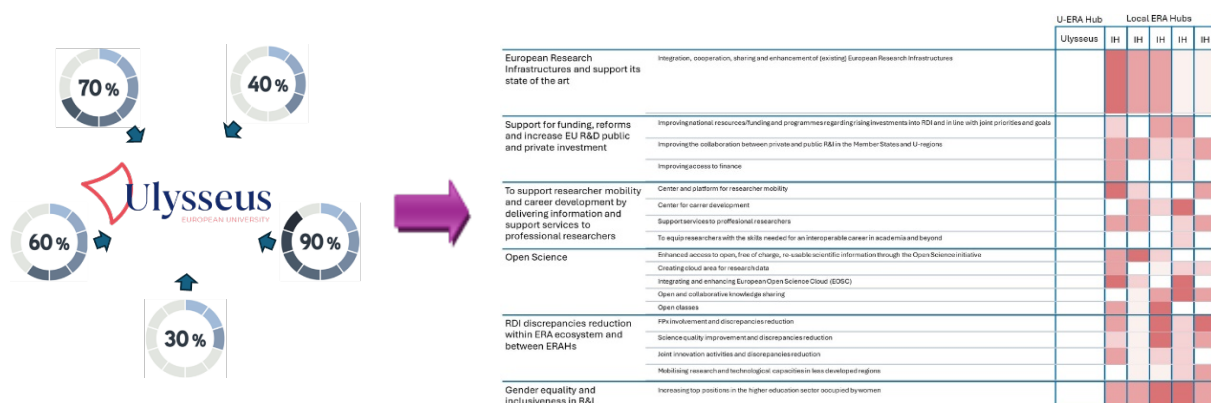 70 %
40 %
Ulysseus
EUROPEAN UNIVERSITY
60 %
90 %
30 %
U-ERA Hub
Local ERA Hubs
Ulysseus
IH
IH
IH
IH
IH
European Research
Infrastructures and support its
state of the art
Integration, cooperation, sharing and enhancement of (existing) European Research Infrastructures
Support for funding, reforms
and increase EU R&D public
and private investment
Improving national resources/funding and programmes regarding rising investments into RDI and in line with joint priorities and goals
Improving the collaboration between private and public R&I in the Member States and U-regions
Improving access to finance
To support researcher mobility
and career development by
delivering information and
support services to
professional researchers
Center and platform for researcher mobility
Center for carrer development
Support services to proffesional researchers
To equip researchers with the skills needed for an interoperable career in academia and beyond
Open Science
Enhanced access to open, free of charge, re-usable scientific information through the Open Science initiative
Creating cloud area for research data
Integrating and enhancing European Open Science Cloud (EOSC)
Open and collaborative knowledge sharing
Open classes
RDI discrepancies reduction
within ERA ecosystem and
between ERAHs
FPx involvement and discrepancies reduction
Science quality improvement and discrepancies reduction
Joint innovation activities and discrepancies reduction
Mobilising research and technological capacities in less developed regions
Gender equality and
inclusiveness in R&I
Increasing top positions in the higher education sector occupied by women